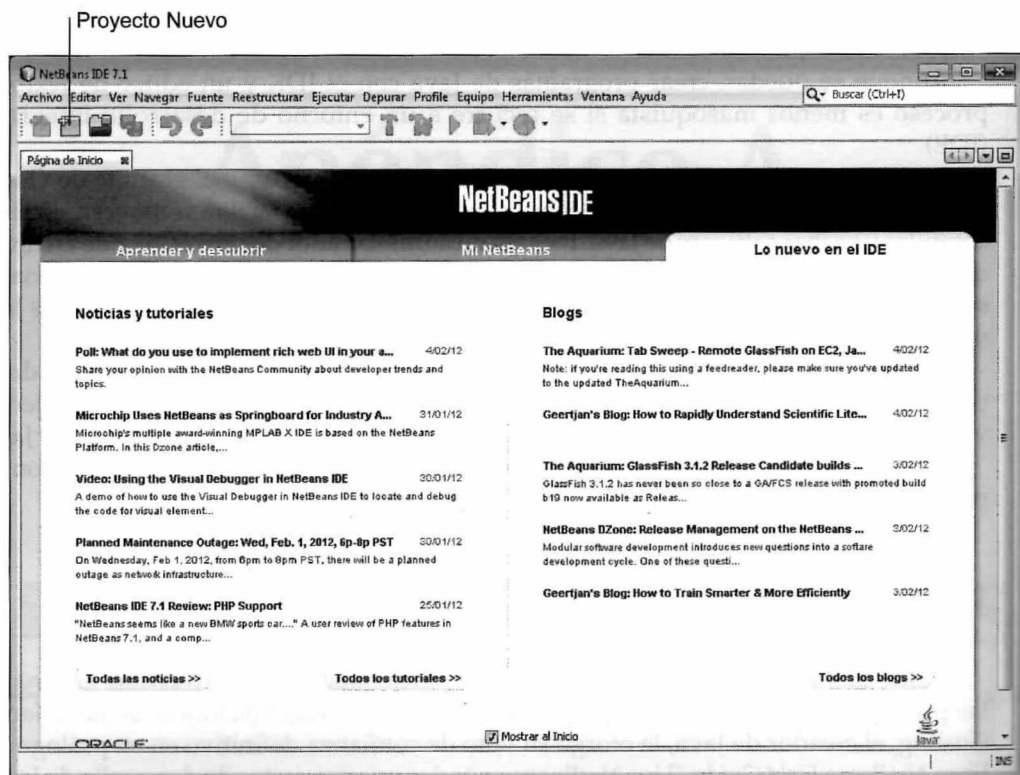 Proyecto Nuevo
NetBeans IDE 7.1
Archivo Editar Ver Navegar Fuente Reestructurar Ejecutar Depurar Profile Equipo Herramientas Ventana Ayuda
Buscar (Ctrl+I)
proceso es menos masoquista si se
Página de Inicio
NetBeans IDE
Aprender y descubrir
Mi NetBeans
Lo nuevo en el IDE
Noticias y tutoriales
Poll: What do you use to implement rich web UI in your a... 4/02/12
Share your opinion with the NetBeans Community about developer trends and
topics.
Microchip Uses NetBeans as Springboard for Industry A... 31/01/12
Microchip's multiple award-winning MPLAB X IDE is based on the NetBeans
Platform. In this Dzone article,...
Video: Using the Visual Debugger in NetBeans IDE 30/01/12
A demo of how to use the Visual Debugger in NetBeans IDE to locate and debug
the code for visual element...
Planned Maintenance Outage: Wed, Feb. 1, 2012, 6p-8p PST 30/01/12
On Wednesday, Feb 1, 2012, from 6pm to 8pm PST, there will be a planned
outage as network infrastructure...
NetBeans IDE 7.1 Review: PHP Support 25/01/12
"NetBeans seems like a new BMW sports car...." A user review of PHP features in
NetBeans 7.1, and a comp...
Todas las noticias >>
Todos los tutoriales >>
Blogs
The Aquarium: Tab Sweep - Remote GlassFish on EC2, Ja... 4/02/12
Note: if you're reading this using a feedreader, please make sure you've updated
to the updated TheAquarium...
Geertjan's Blog: How to Rapidly Understand Scientific Lite... 4/02/12
The Aquarium: GlassFish 3.1.2 Release Candidate builds ... 3/02/12
GlassFish 3.1.2 has never been so close to a GA/FCS release with promoted build
b19 now available as Releas...
NetBeans DZone: Release Management on the NetBeans ... 3/02/12
Modular software development introduces new questions into a softare
development cycle. One of these questi...
Geertjan's Blog: How to Train Smarter & More Efficiently 3/02/12
Todos los blogs >>
ORACLE
Mostrar al Inicio
Java
INS